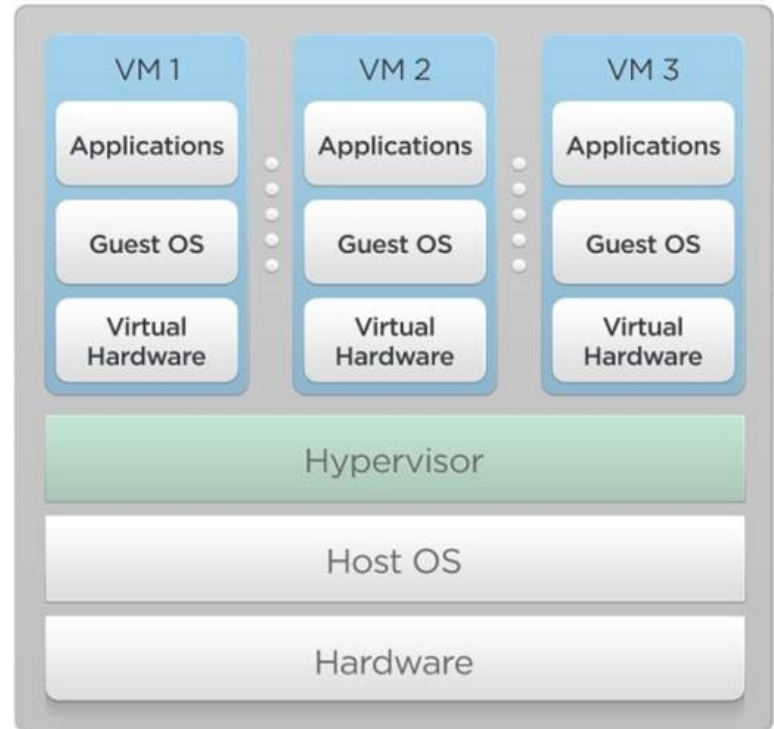 VM 1
Applications
Guest OS
Virtual
Hardware
VM 2
Applications
Guest OS
Virtual
Hardware
VM 3
Applications
Guest OS
Virtual
Hardware
Hypervisor
Host OS
Hardware